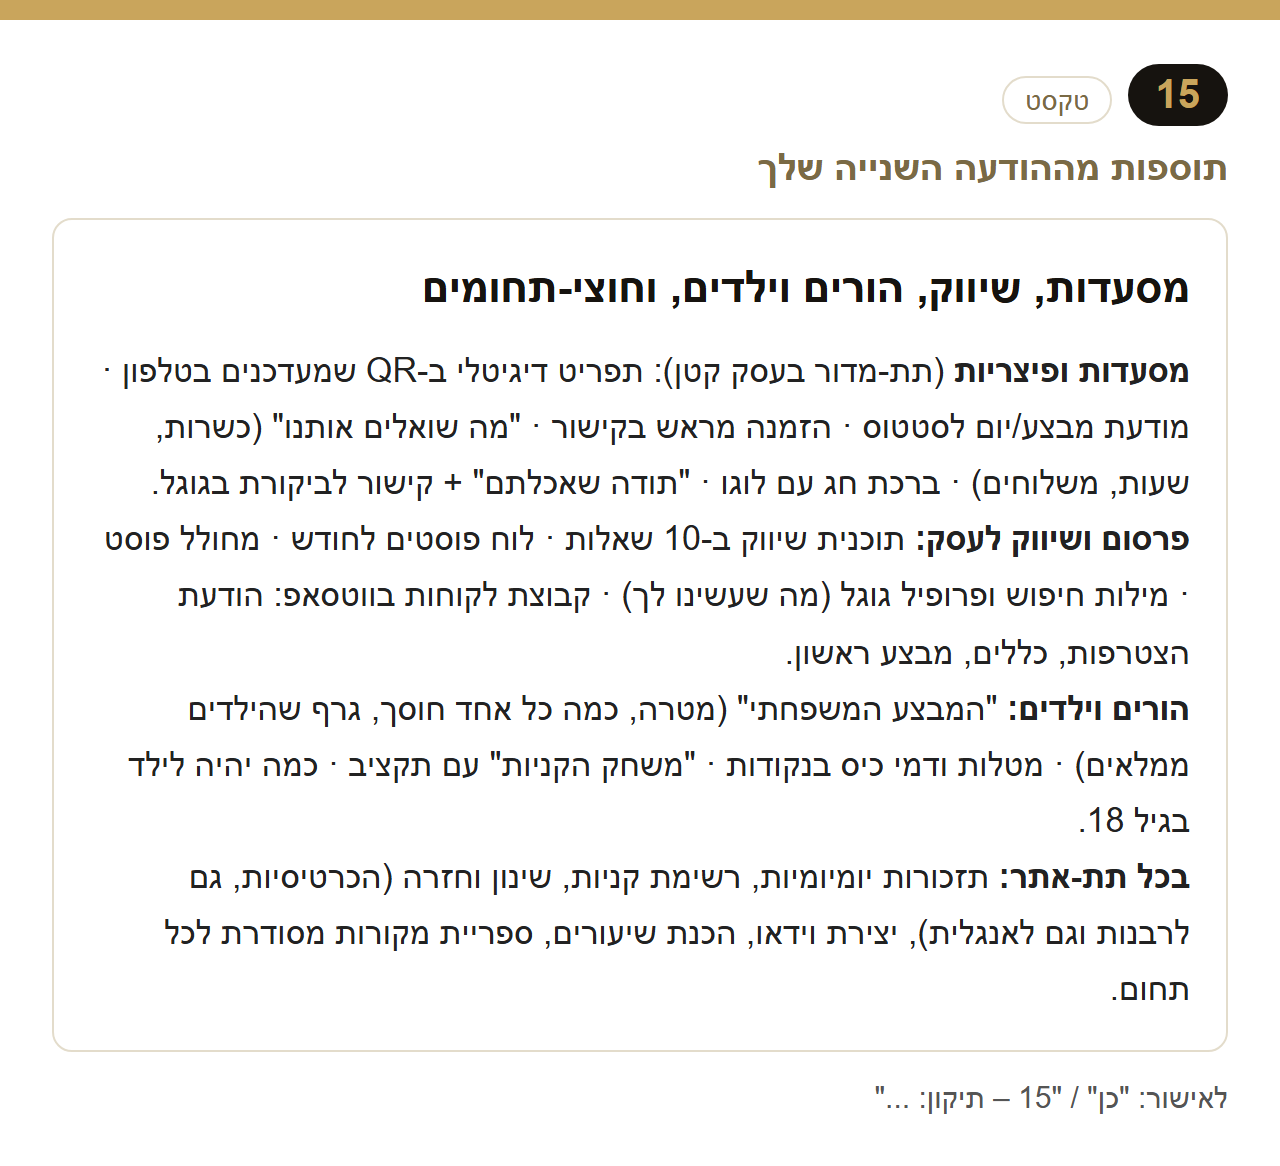 15
טקסט
תוספות מההודעה השנייה שלך
מסעדות, שיווק, הורים וילדים, וחוצי-תחומים
מסעדות ופיצריות (תת-מדור בעסק קטן): תפריט דיגיטלי ב-QR שמעדכנים בטלפון ·
מודעת מבצע/יום לסטטוס · הזמנה מראש בקישור · "מה שואלים אותנו" (כשרות,
שעות, משלוחים) · ברכת חג עם לוגו · "תודה שאכלתם" + קישור לביקורת בגוגל.
פרסום ושיווק לעסק: תוכנית שיווק ב-10 שאלות · לוח פוסטים לחודש · מחולל פוסט
· מילות חיפוש ופרופיל גוגל (מה שעשינו לך) · קבוצת לקוחות בווטסאפ: הודעת
הצטרפות, כללים, מבצע ראשון.
הורים וילדים: "המבצע המשפחתי" (מטרה, כמה כל אחד חוסך, גרף שהילדים
ממלאים) · מטלות ודמי כיס בנקודות · "משחק הקניות" עם תקציב · כמה יהיה לילד
בגיל 18.
בכל תת-אתר: תזכורות יומיומיות, רשימת קניות, שינון וחזרה (הכרטיסיות, גם
לרבנות וגם לאנגלית), יצירת וידאו, הכנת שיעורים, ספריית מקורות מסודרת לכל
תחום.
לאישור: "כן" / "15 – תיקון: ..."